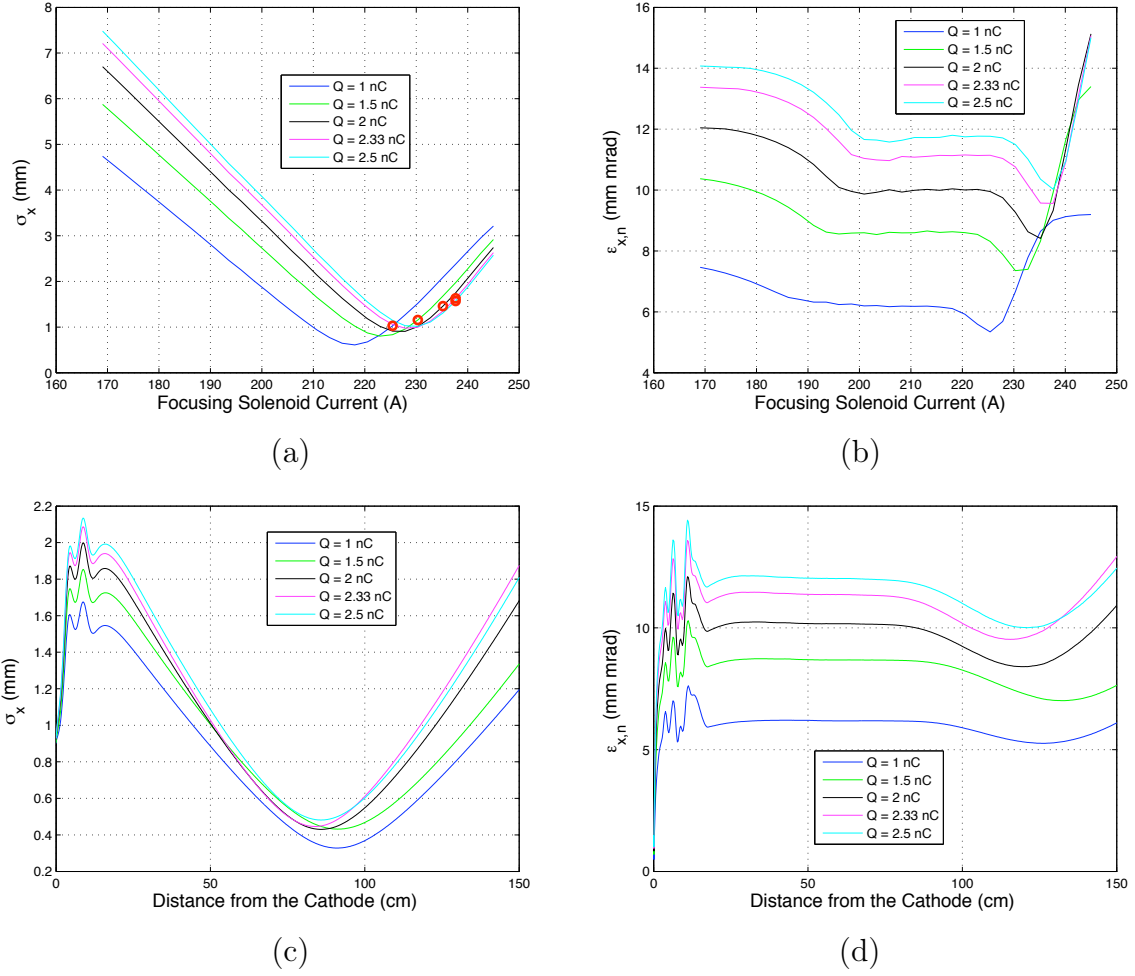 8
7
6
5
4
3
2
1
0
σx (mm)
Q = 1 nC
Q = 1.5 nC
Q = 2 nC
Q = 2.33 nC
Q = 2.5 nC
160 170 180 190 200 210 220 230 240 250
Focusing Solenoid Current (A)
(a)
16
14
12
10
8
6
4
εx,n (mm mrad)
Q = 1 nC
Q = 1.5 nC
Q = 2 nC
Q = 2.33 nC
Q = 2.5 nC
160 170 180 190 200 210 220 230 240 250
Focusing Solenoid Current (A)
(b)
2.2
2
1.8
1.6
1.4
1.2
1
0.8
0.6
0.4
0.2
σx (mm)
Q = 1 nC
Q = 1.5 nC
Q = 2 nC
Q = 2.33 nC
Q = 2.5 nC
0 50 100 150
Distance from the Cathode (cm)
(c)
15
10
5
0
εx,n (mm mrad)
Q = 1 nC
Q = 1.5 nC
Q = 2 nC
Q = 2.33 nC
Q = 2.5 nC
0 50 100 150
Distance from the Cathode (cm)
(d)